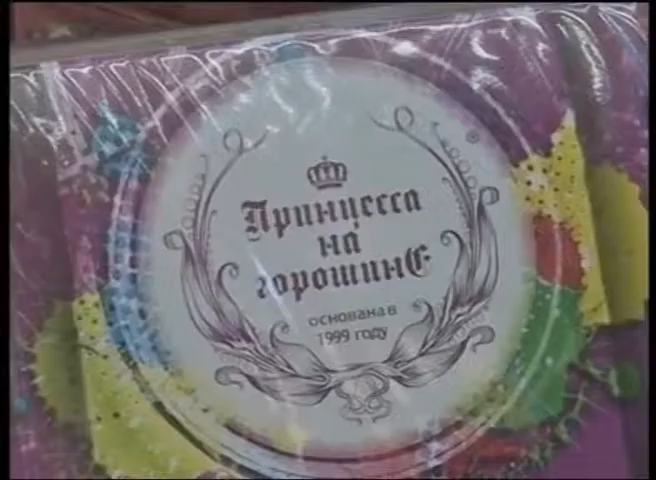 ®
Принцесса
на
горошине
основана в
1999 году